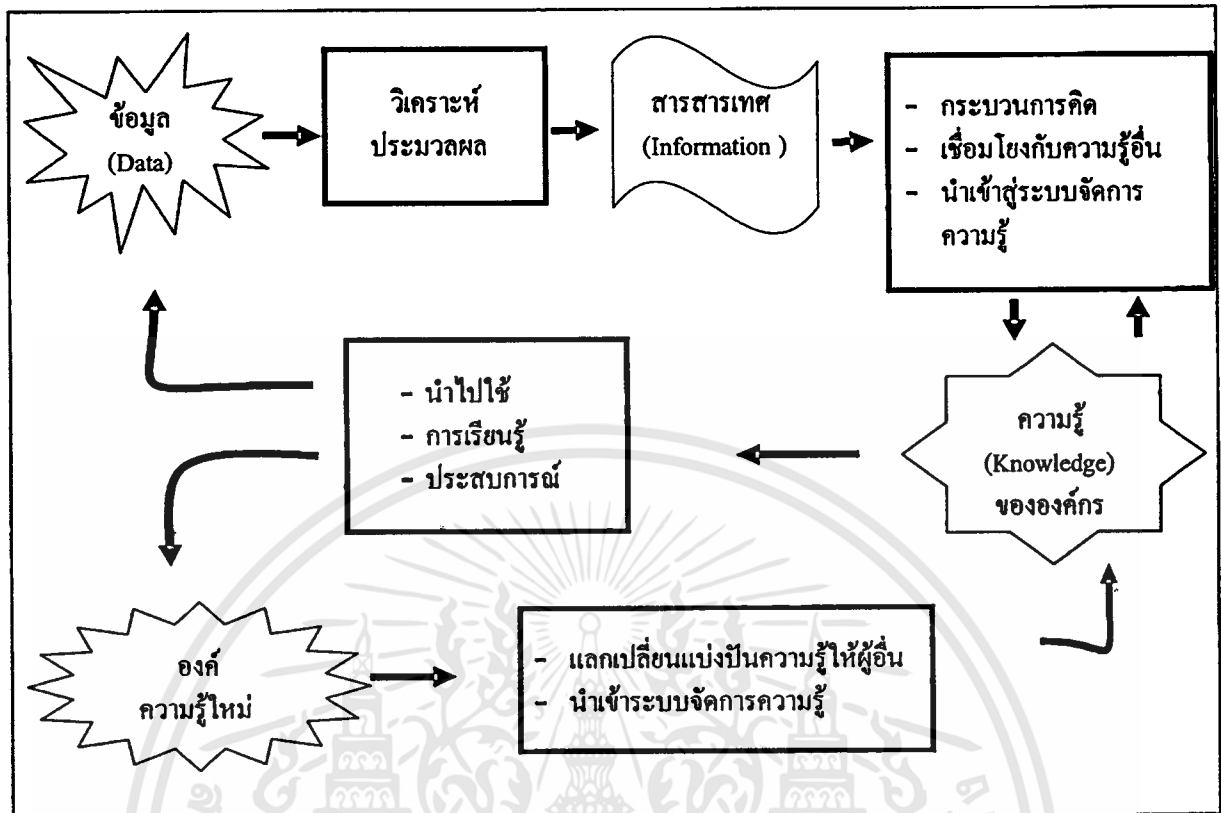 ข้อมูล
(Data)
วิเคราะห์
ประมวลผล
สารสารเทศ
(Information )
- กระบวนการคิด
- เชื่อมโยงกับความรู้อื่น
- นำเข้าสู่ระบบจัดการ
ความรู้
- นำไปใช้
- การเรียนรู้
- ประสบการณ์
ความรู้
(Knowledge)
ขององค์กร
องค์
ความรู้ใหม่
- แลกเปลี่ยนแบ่งปันความรู้ให้ผู้อื่น
- นำเข้าระบบจัดการความรู้